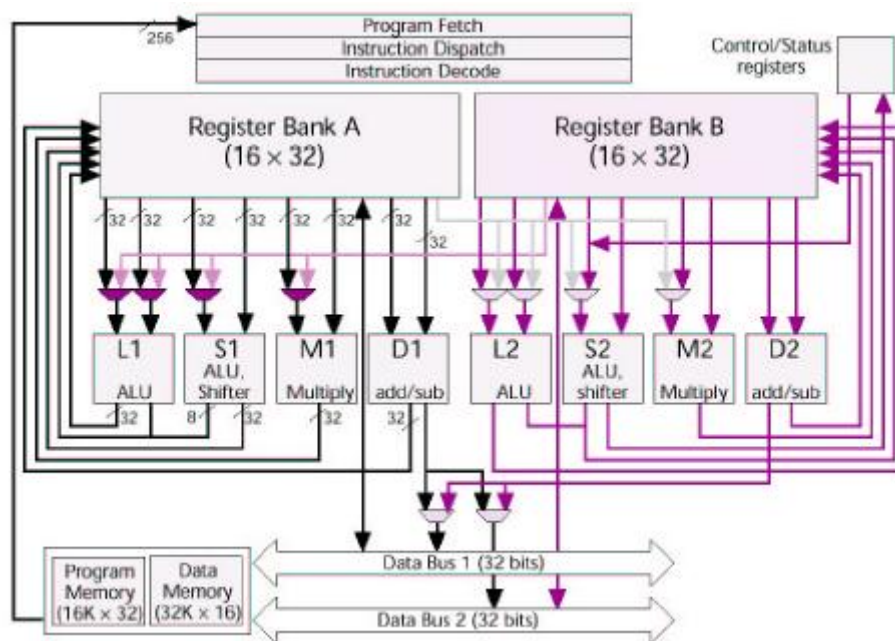 256
Program Fetch
Instruction Dispatch
Instruction Decode
Control/Status
registers
Register Bank A
(16 × 32)
Register Bank B
(16 × 32)
32
32
32
32
32
32
32
32
L1
ALU
S1
ALU,
Shifter
M1
Multiply
D1
add/sub
L2
ALU
S2
ALU,
shifter
M2
Multiply
D2
add/sub
32
8
32
32
32
Program
Memory
(16K × 32)
Data
Memory
(32K × 16)
Data Bus 1 (32 bits)
Data Bus 2 (32 bits)